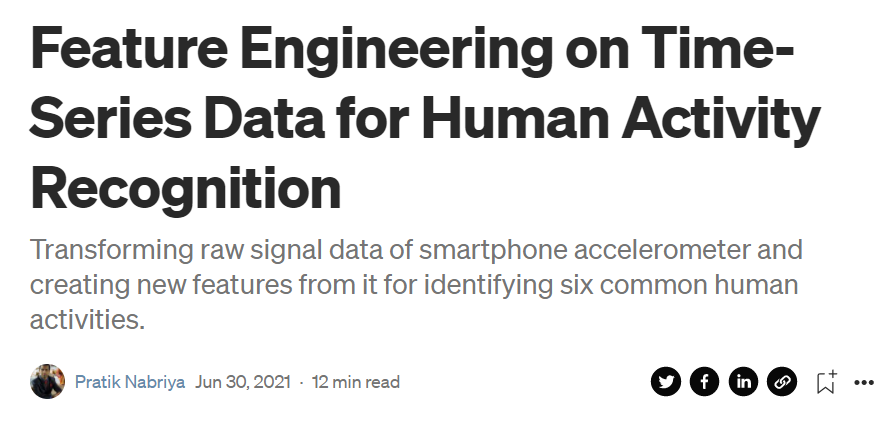 Feature Engineering on Time-
Series Data for Human Activity
Recognition
Transforming raw signal data of smartphone accelerometer and
creating new features from it for identifying six common human
activities.
Pratik Nabriya Jun 30, 2021 · 12 min read